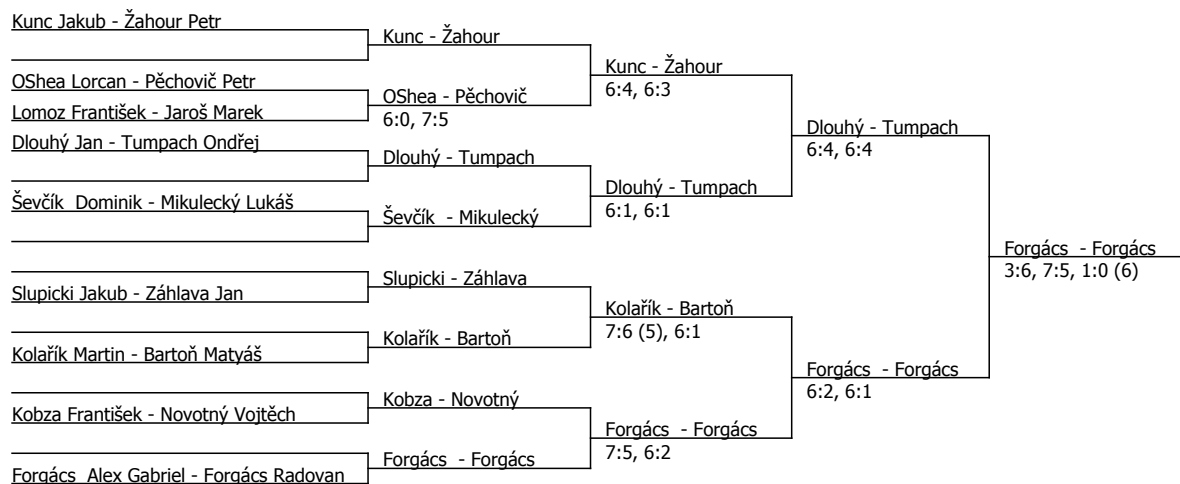 Kunc Jakub - Žahour Petr
OShea Lorcan - Pěchovič Petr
Lomoz František - Jaroš Marek
Dlouhý Jan - Tumpach Ondřej
Ševčík  Dominik - Mikulecký Lukáš
Slupicki Jakub - Záhlava Jan
Kolařík Martin - Bartoň Matyáš
Kobza František - Novotný Vojtěch
Forgács  Alex Gabriel - Forgács Radovan
Kunc - Žahour
OShea - Pěchovič
6:0, 7:5
Dlouhý - Tumpach
Ševčík  - Mikulecký
Slupicki - Záhlava
Kolařík - Bartoň
Kobza - Novotný
Forgács  - Forgács
Kunc - Žahour
6:4, 6:3
Dlouhý - Tumpach
6:1, 6:1
Kolařík - Bartoň
7:6 (5), 6:1
Forgács  - Forgács
7:5, 6:2
Dlouhý - Tumpach
6:4, 6:4
Forgács  - Forgács
6:2, 6:1
Forgács  - Forgács
3:6, 7:5, 1:0 (6)